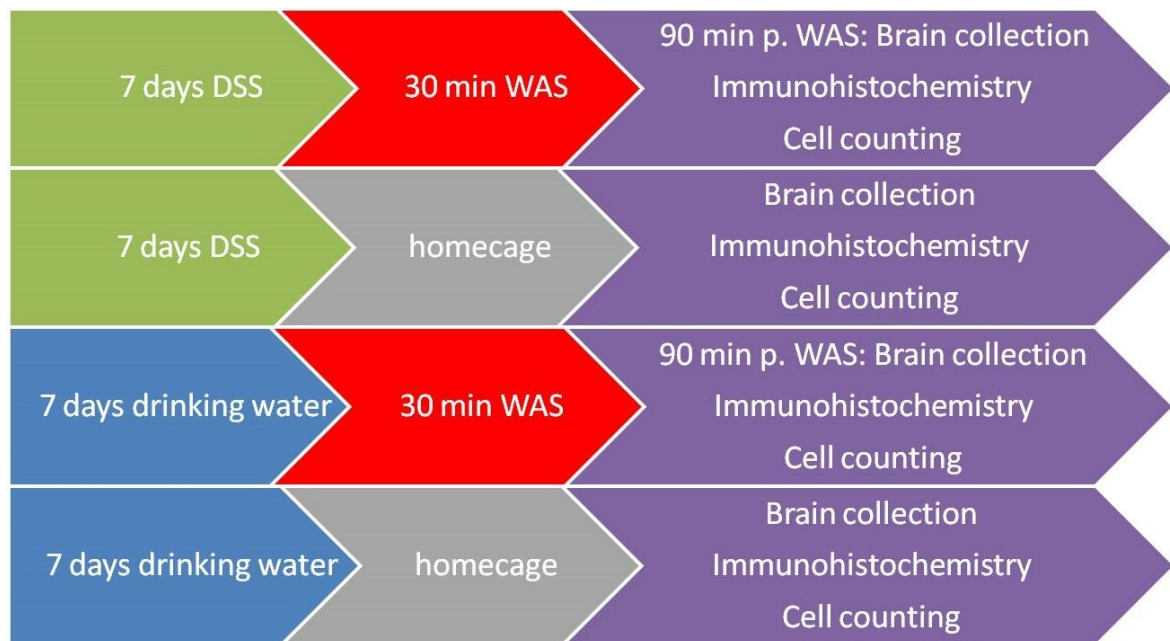 7 days DSS
30 min WAS
90 min p. WAS: Brain collection
Immunohistochemistry
Cell counting
7 days DSS
homecage
Brain collection
Immunohistochemistry
Cell counting
7 days drinking water
30 min WAS
90 min p. WAS: Brain collection
Immunohistochemistry
Cell counting
7 days drinking water
homecage
Brain collection
Immunohistochemistry
Cell counting